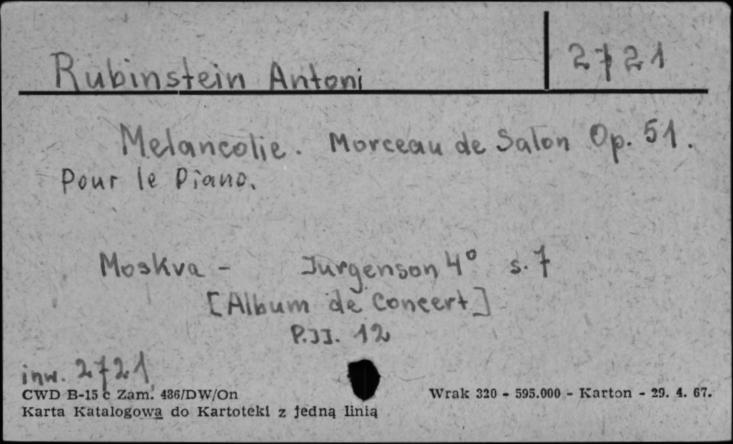 Rubinstein Antoni 2721
Melancolie. Morceau de Salon Op. 51.
Pour le Piano.
Moskva - Jurgenson 4° s. 7
[Album de Concert]
P.JJ. 12
inw. 2721
CWD B-15 c Zam. 486/DW/On Wrak 320 - 595.000 - Karton - 29. 4. 67.
Karta Katalogowa do Kartoteki z jedną linią